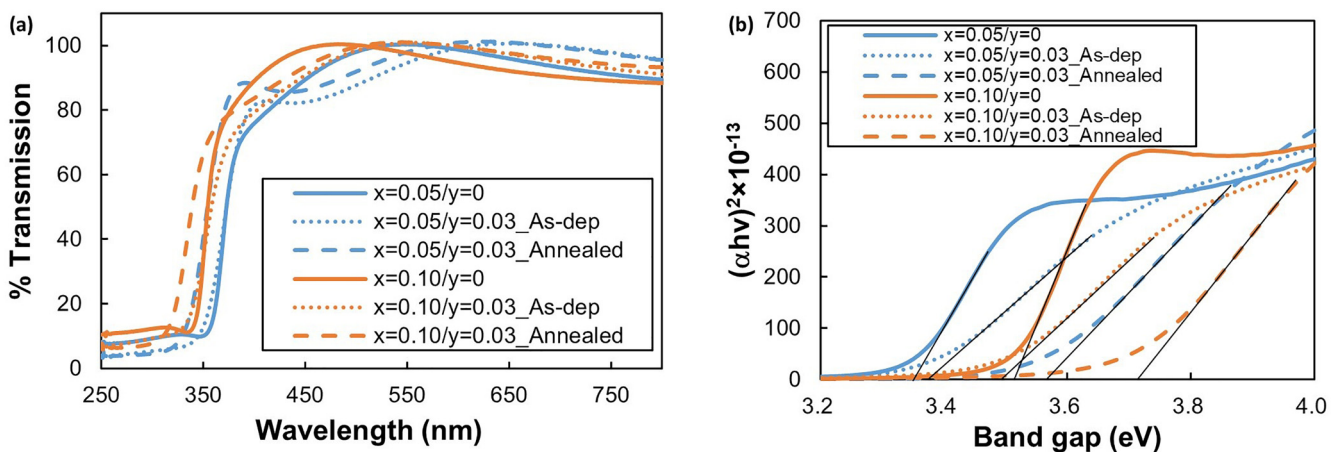 (a)
% Transmission
120
100
80
60
40
20
0
x=0.05/y=0
x=0.05/y=0.03_As-dep
x=0.05/y=0.03_Annealed
x=0.10/y=0
x=0.10/y=0.03_As-dep
x=0.10/y=0.03_Annealed
250 350 450 550 650 750
Wavelength (nm)
(b)
(αhv)²×10⁻¹³
700
600
500
400
300
200
100
0
x=0.05/y=0
x=0.05/y=0.03_As-dep
x=0.05/y=0.03_Annealed
x=0.10/y=0
x=0.10/y=0.03_As-dep
x=0.10/y=0.03_Annealed
3.2 3.4 3.6 3.8 4.0
Band gap (eV)